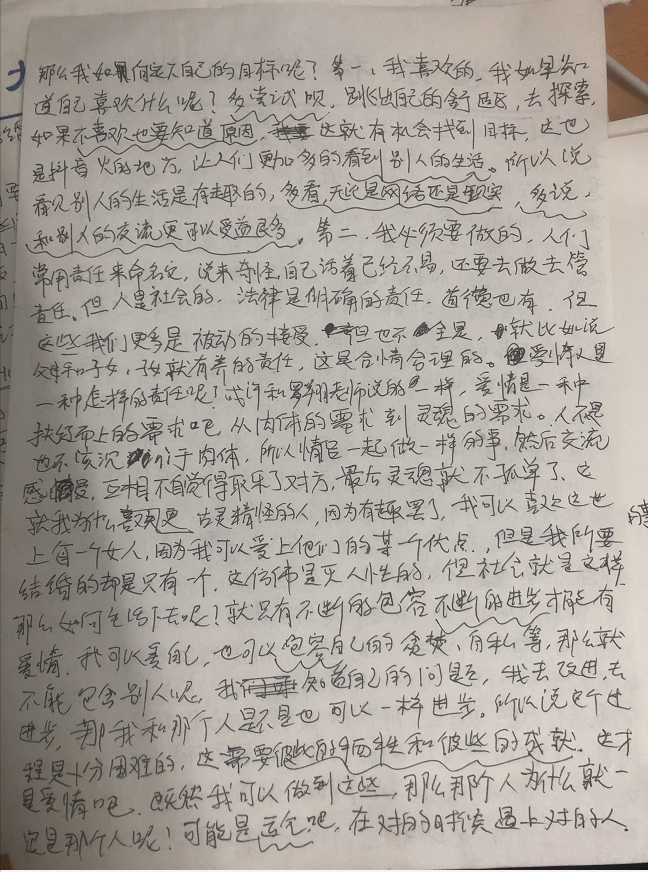 那么我如果何定下自己的目标呢？第一、我喜欢的。我如果知
道自己喜欢什么呢？多尝试呗，跳出自己的舒服区，去探索，
如果不喜欢也要知道原因，这就有机会找到目标，这也
是抖音火的地方，让人们更加多的看到别人的生活。所以说
看见别人的生活是有趣的，多看，无论是网络还是现实，多说，
和别人的交流更可以受益良多。第二、我必须要做的，人们
常用责任来命名之，说来奇怪自己活着已经不易，还要去做去管
责任。但人是社会的，法律是明确的责任，道德也有，但
这些我们更多是被动的接受。但也不全是，就比如说
父母和子女，子女就有养的责任，这是合情合理的。爱情又是
一种怎样的责任呢？或许和罗翔老师说的一样，爱情是一种
扶级而上的需求吧，从肉体的需求到灵魂的需求。人不是
也不该沉于肉体，所以情侣一起做一样的事，然后交流
感受，互相不自觉得取乐了对方，最后灵魂就不孤单了，这
就我为什么喜欢更古灵精怪的人，因为有趣罢了，我可以喜欢这世
上每一个女人，因为我可以爱上他们的某个优点，但是我所要
结婚的却是只有一个，这仿佛是灭人性的，但社会就是这样
那么如何生活下去呢？就只有不断的包容不断的进步才能有
爱情。我可以爱自己，也可以包容自己的贪婪、自私等，那么就
不能包容别人呢，我知道自己的问题，我去改进，去
进步，那我和那个人是不是也可以一样进步。所以说这个过
程是十分困难的，这需要彼此的牺牲和彼此的成就，这才
是爱情吧。既然我可以做到这些，那么那个人为什么就一
定是那个人呢！可能是这个吧，在对的时候遇上对的人。